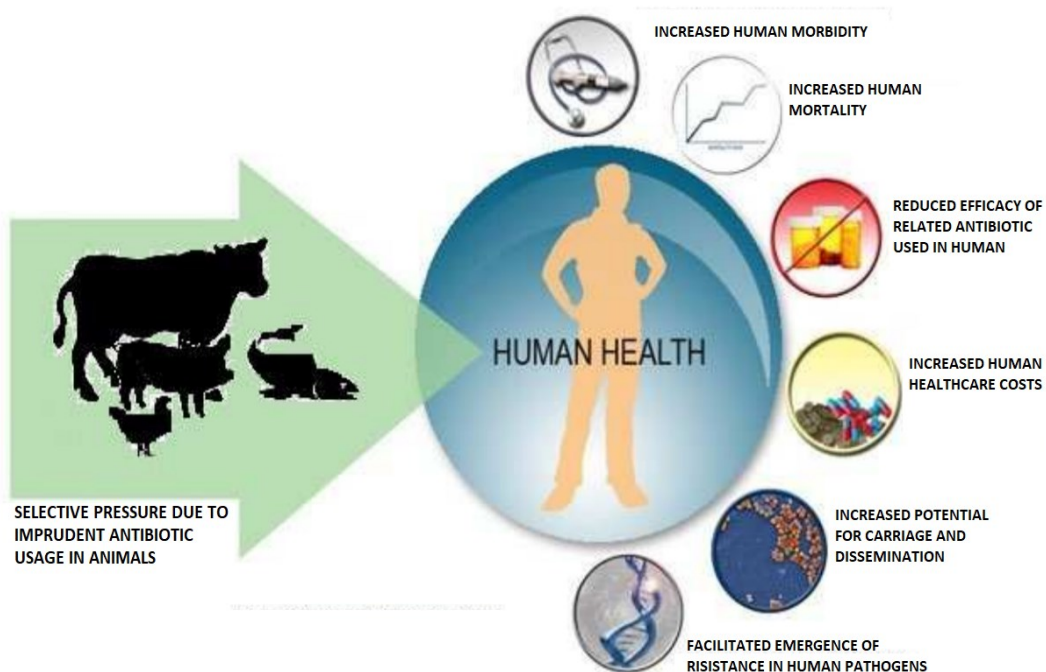 INCREASED HUMAN MORBIDITY
INCREASED HUMAN
MORTALITY
REDUCED EFFICACY OF
RELATED ANTIBIOTIC
USED IN HUMAN
HUMAN HEALTH
INCREASED HUMAN
HEALTHCARE COSTS
SELECTIVE PRESSURE DUE TO
IMPRUDENT ANTIBIOTIC
USAGE IN ANIMALS
INCREASED POTENTIAL
FOR CARRIAGE AND
DISSEMINATION
FACILITATED EMERGENCE OF
RISISTANCE IN HUMAN PATHOGENS